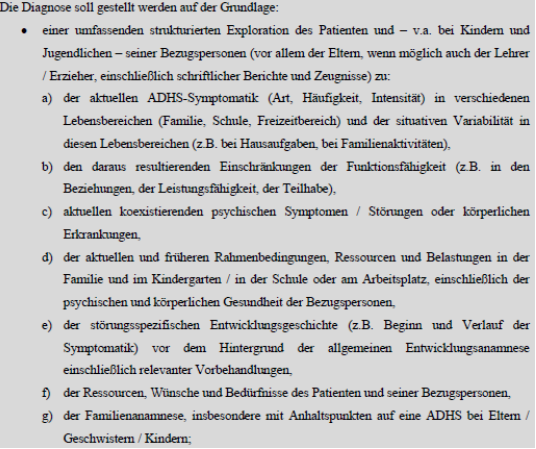 Die Diagnose soll gestellt werden auf der Grundlage:
• einer umfassenden strukturierten Exploration des Patienten und – v.a. bei Kindern und
Jugendlichen – seiner Bezugspersonen (vor allem der Eltern, wenn möglich auch der Lehrer
/ Erzieher, einschließlich schriftlicher Berichte und Zeugnisse) zu:
a) der aktuellen ADHS-Symptomatik (Art, Häufigkeit, Intensität) in verschiedenen
Lebensbereichen (Familie, Schule, Freizeitbereich) und der situativen Variabilität in
diesen Lebensbereichen (z.B. bei Hausaufgaben, bei Familienaktivitäten),
b) den daraus resultierenden Einschränkungen der Funktionsfähigkeit (z.B. in den
Beziehungen, der Leistungsfähigkeit, der Teilhabe),
c) aktuellen koexistierenden psychischen Symptomen / Störungen oder körperlichen
Erkrankungen,
d) der aktuellen und früheren Rahmenbedingungen, Ressourcen und Belastungen in der
Familie und im Kindergarten / in der Schule oder am Arbeitsplatz, einschließlich der
psychischen und körperlichen Gesundheit der Bezugspersonen,
e) der störungsspezifischen Entwicklungsgeschichte (z.B. Beginn und Verlauf der
Symptomatik) vor dem Hintergrund der allgemeinen Entwicklungsanamnese
einschließlich relevanter Vorbehandlungen,
f) der Ressourcen, Wünsche und Bedürfnisse des Patienten und seiner Bezugspersonen,
g) der Familienanamnese, insbesondere mit Anhaltspunkten auf eine ADHS bei Eltern /
Geschwistern / Kindern;